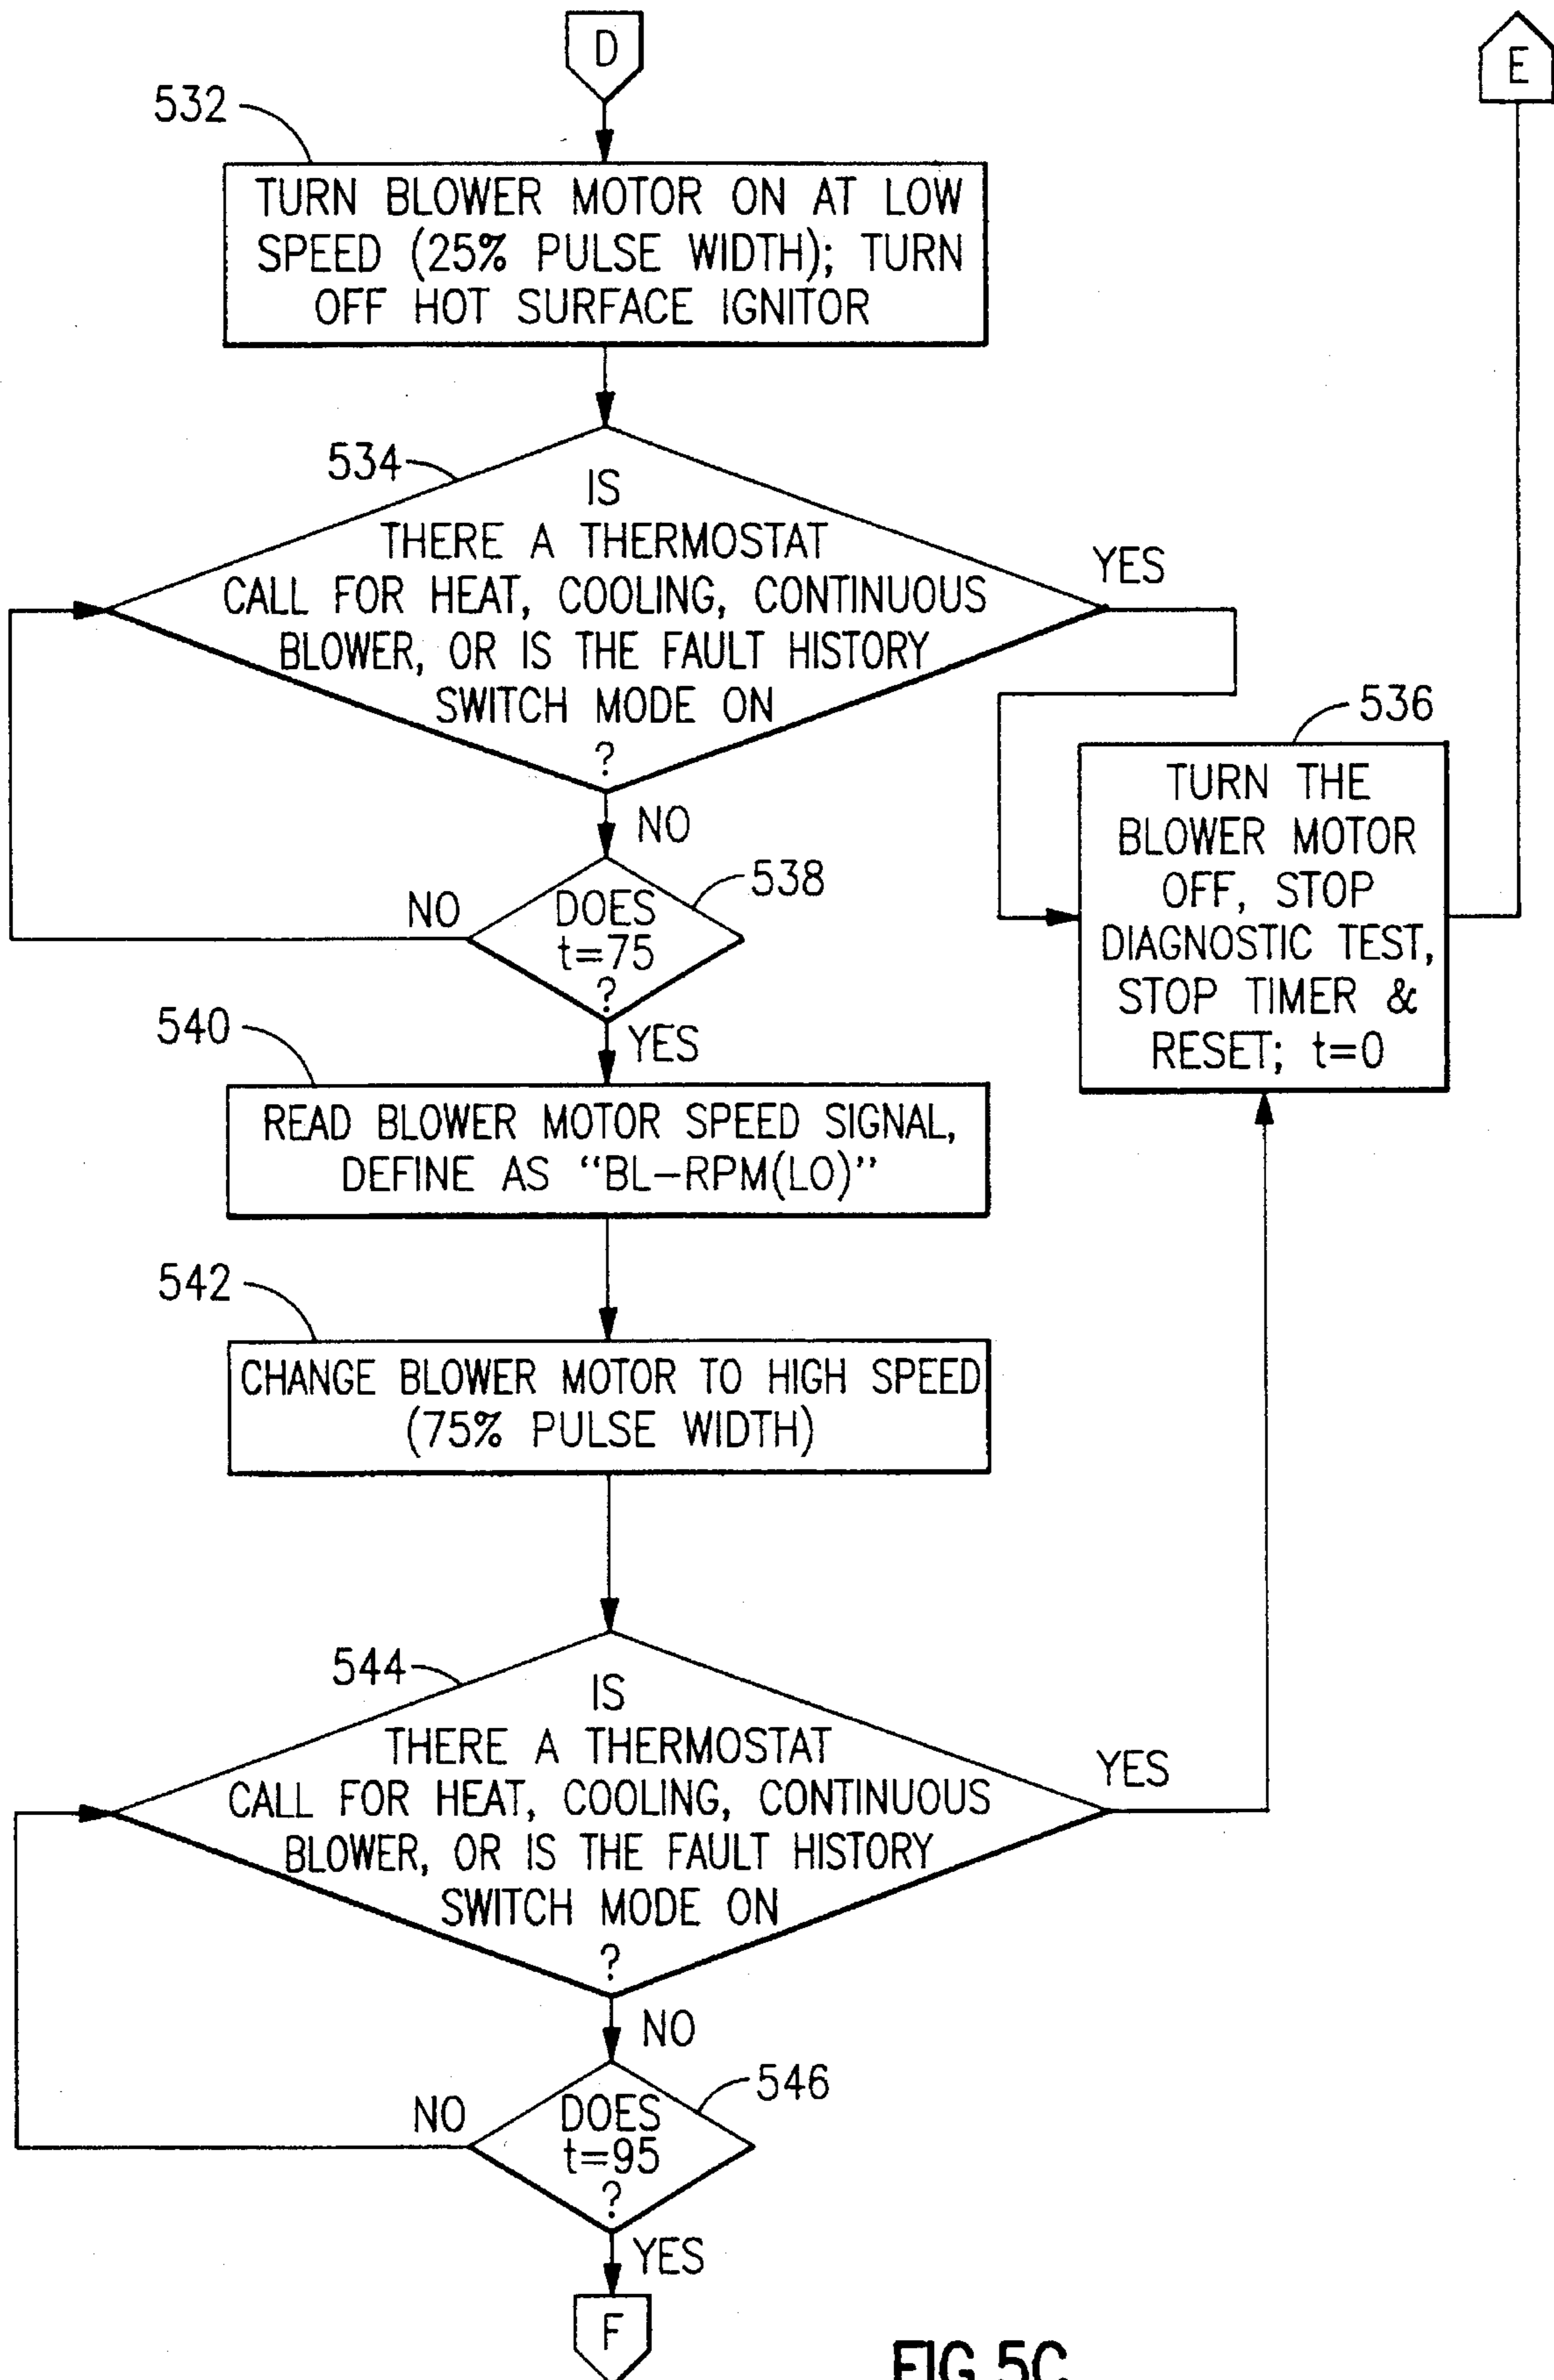 D
E
532
TURN BLOWER MOTOR ON AT LOW
SPEED (25% PULSE WIDTH); TURN
OFF HOT SURFACE IGNITOR
534
IS
THERE A THERMOSTAT
CALL FOR HEAT, COOLING, CONTINUOUS
BLOWER, OR IS THE FAULT HISTORY
SWITCH MODE ON
?
YES
NO
536
TURN THE
BLOWER MOTOR
OFF, STOP
DIAGNOSTIC TEST,
STOP TIMER &
RESET; t=0
538
DOES
t=75
?
NO
YES
540
READ BLOWER MOTOR SPEED SIGNAL,
DEFINE AS “BL-RPM(LO)”
542
CHANGE BLOWER MOTOR TO HIGH SPEED
(75% PULSE WIDTH)
544
IS
THERE A THERMOSTAT
CALL FOR HEAT, COOLING, CONTINUOUS
BLOWER, OR IS THE FAULT HISTORY
SWITCH MODE ON
?
YES
NO
546
DOES
t=95
?
NO
YES
F
FIG.5C